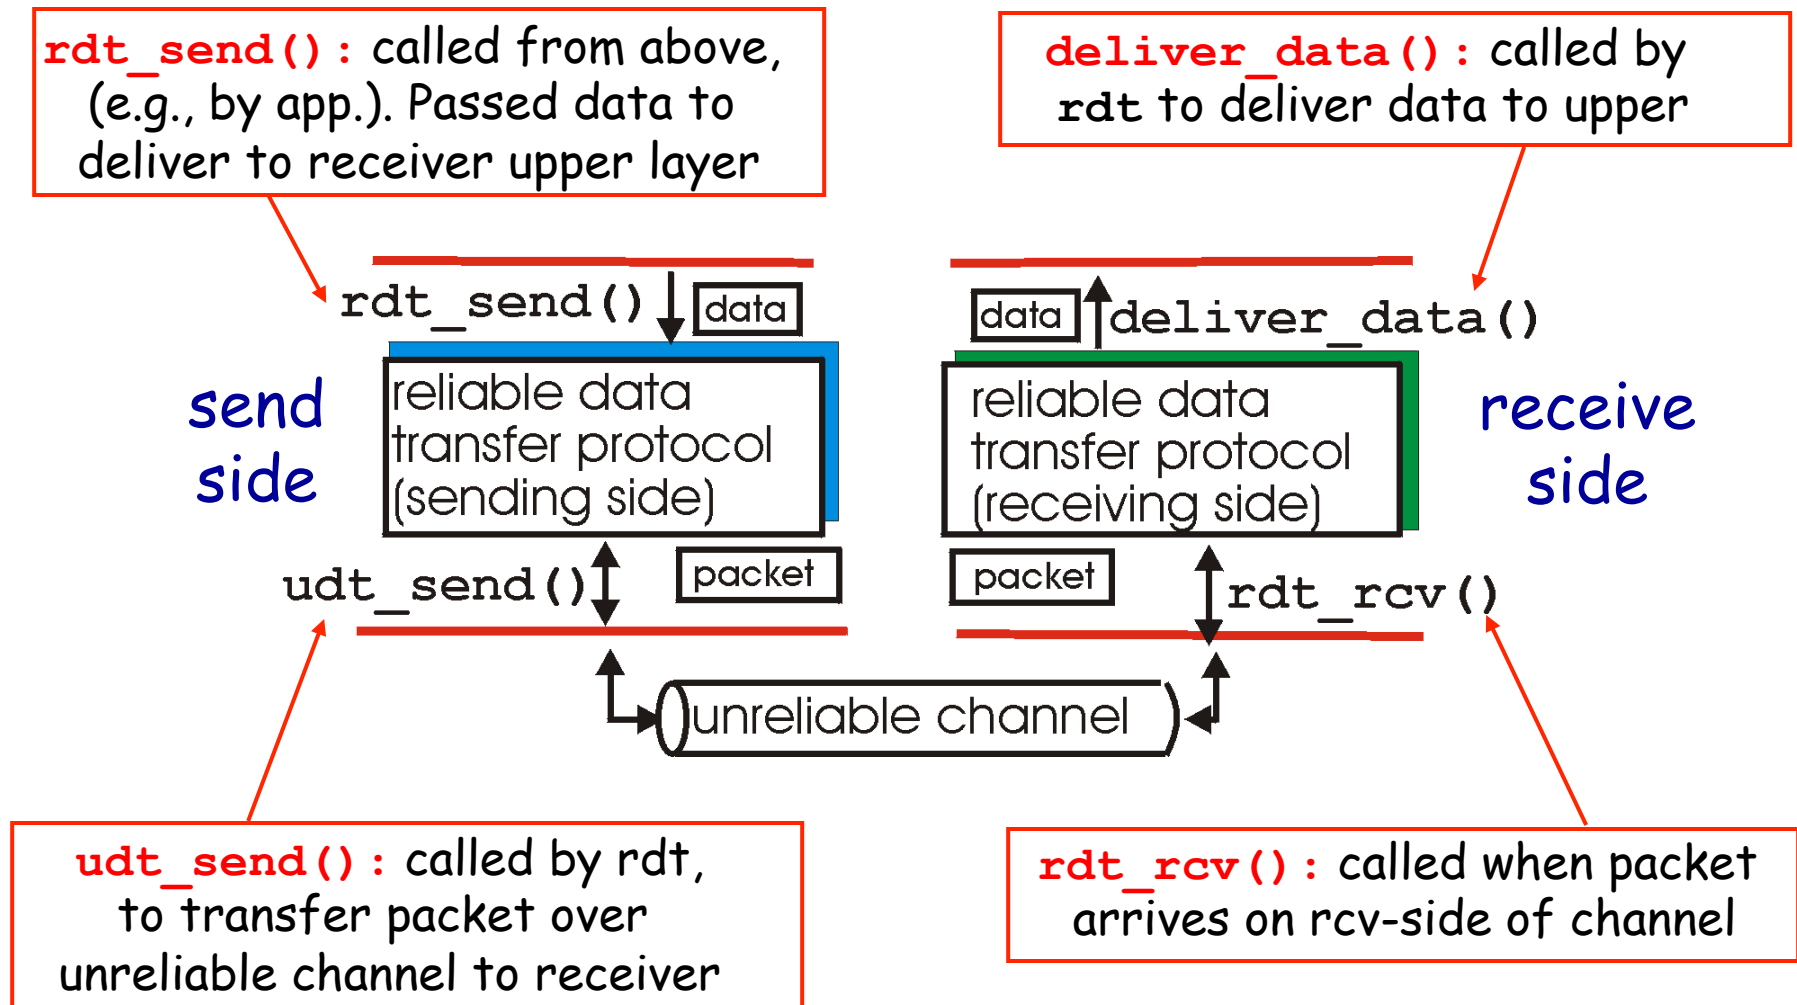 rdt_send(): called from above,
(e.g., by app.). Passed data to
deliver to receiver upper layer
deliver_data(): called by
rdt to deliver data to upper
rdt_send()
data
data
deliver_data()
send
side
reliable data
transfer protocol
(sending side)
reliable data
transfer protocol
(receiving side)
receive
side
udt_send()
packet
packet
rdt_rcv()
unreliable channel
udt_send(): called by rdt,
to transfer packet over
unreliable channel to receiver
rdt_rcv(): called when packet
arrives on rcv-side of channel